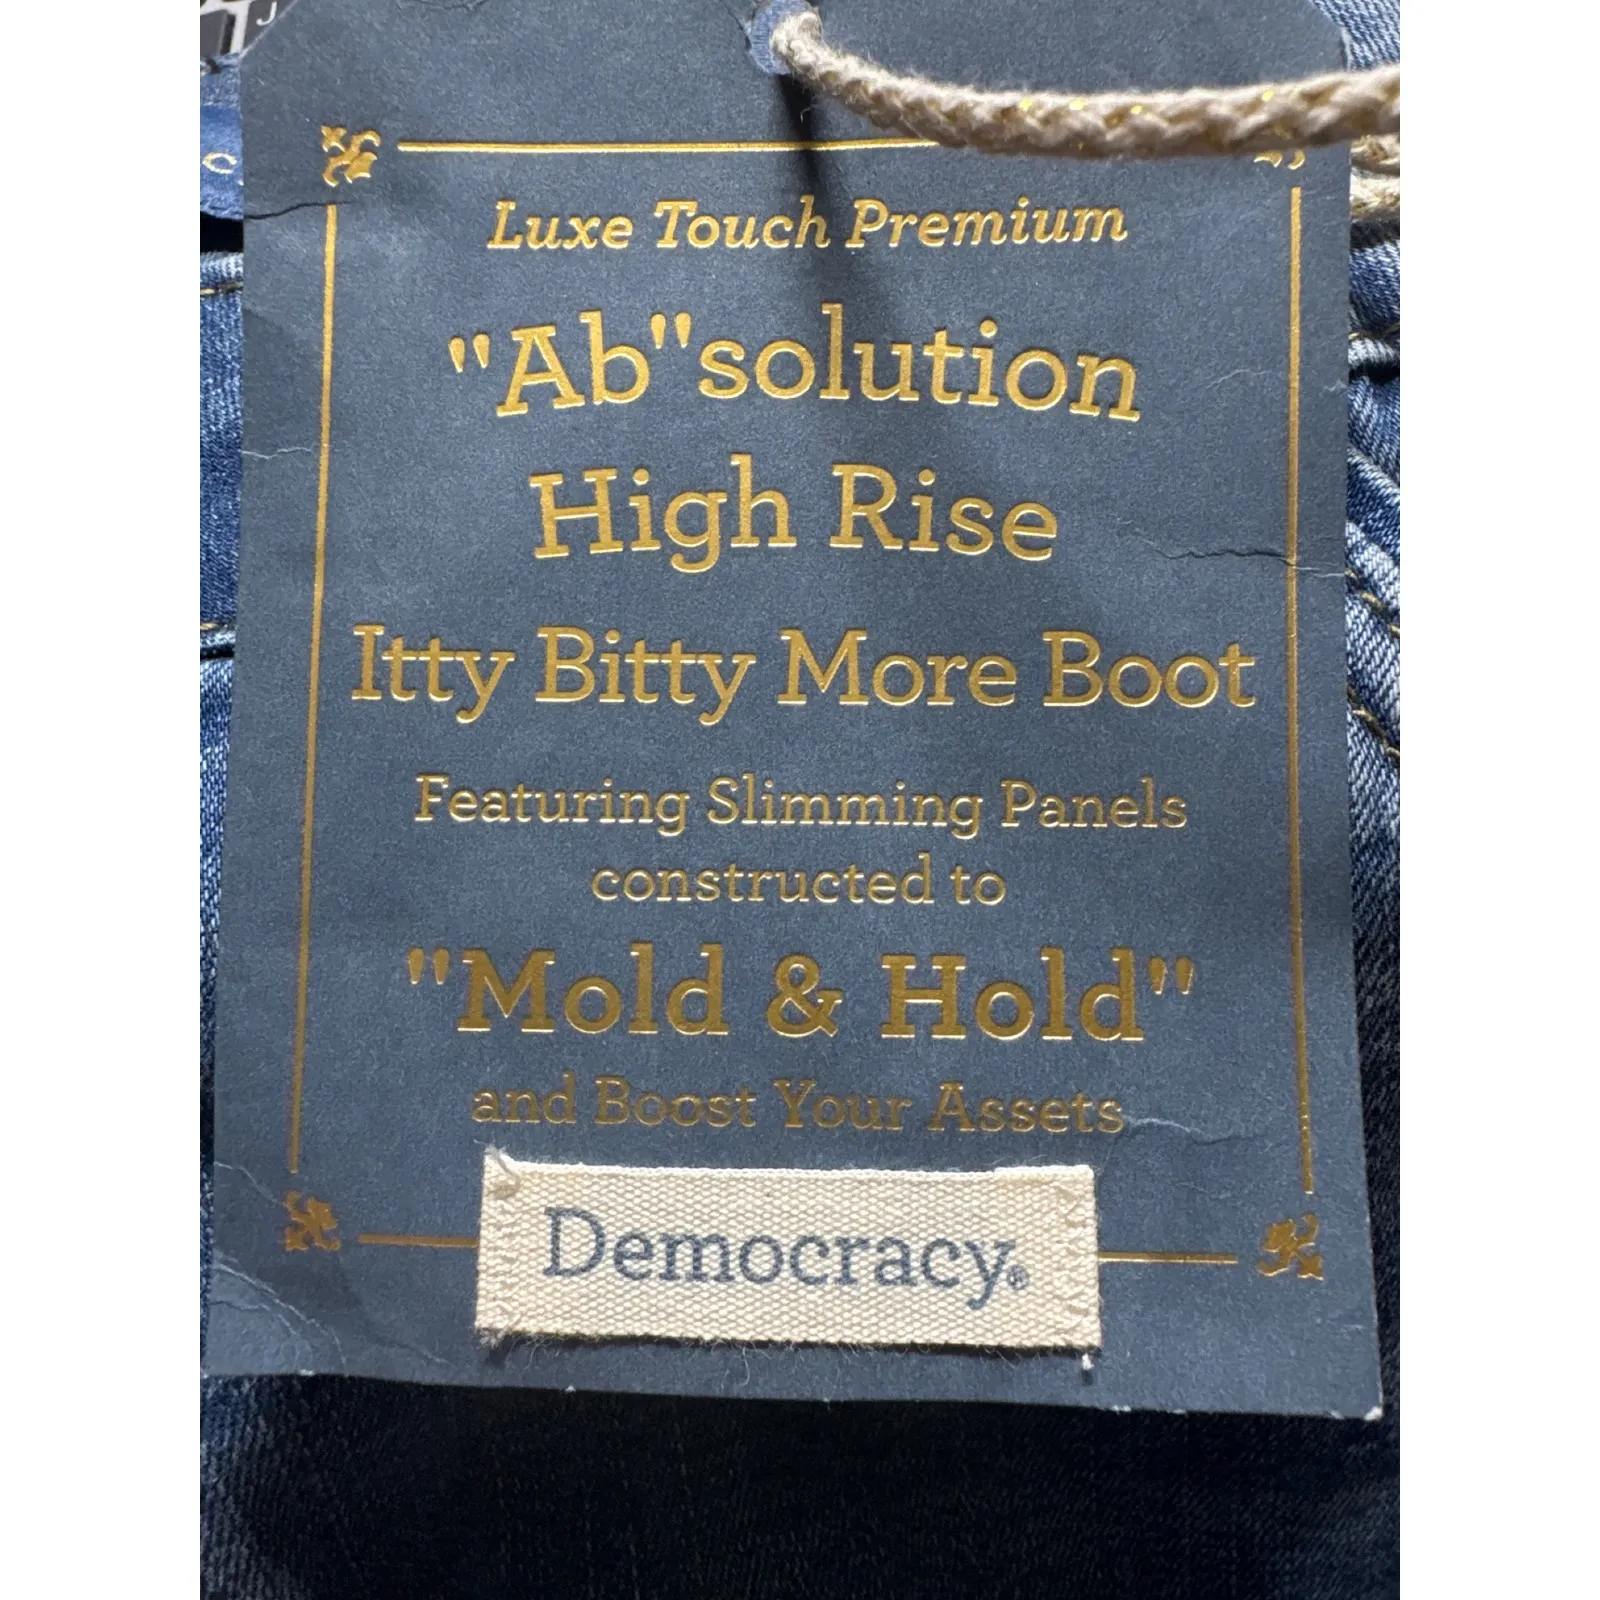 J
C
Luxe Touch Premium
"Ab"solution
High Rise
Itty Bitty More Boot
Featuring Slimming Panels
constructed to
"Mold & Hold"
and Boost Your Assets
Democracy®